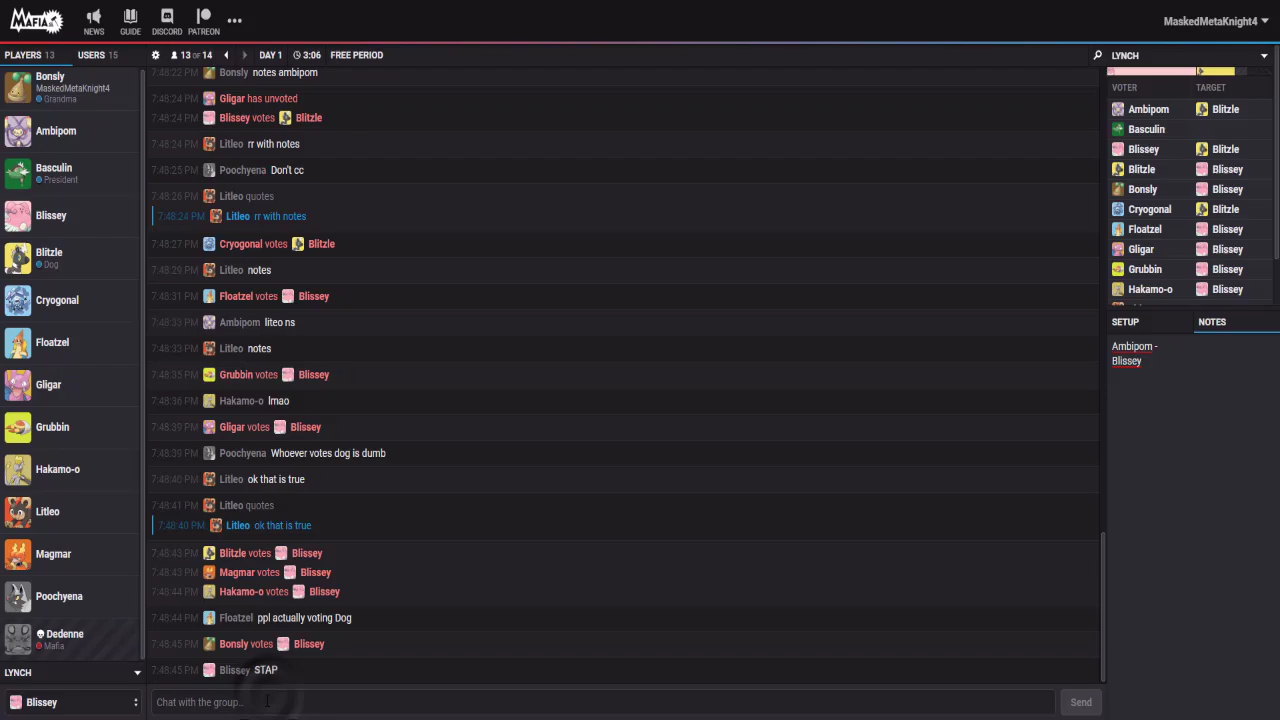 MAFIA
NEWS
GUIDE
DISCORD
PATREON
MaskedMetaKnight4
PLAYERS 13
USERS 15
13 of 14
DAY 1
3:06
FREE PERIOD
LYNCH
Bonsly
MaskedMetaKnight4
Grandma
Ambipom
Basculin
President
Blissey
Blitzle
Dog
Cryogonal
Floatzel
Gligar
Grubbin
Hakamo-o
Litleo
Magmar
Poochyena
Dedenne
Mafia
LYNCH
Blissey
7:48:22 PM Bonsly notes ambipom
7:48:24 PM Gligar has unvoted
7:48:24 PM Blissey votes Blitzle
7:48:24 PM Litleo rr with notes
7:48:25 PM Poochyena Don't cc
7:48:26 PM Litleo quotes
7:48:24 PM Litleo rr with notes
7:48:27 PM Cryogonal votes Blitzle
7:48:29 PM Litleo notes
7:48:31 PM Floatzel votes Blissey
7:48:33 PM Ambipom liteo ns
7:48:33 PM Litleo notes
7:48:35 PM Grubbin votes Blissey
7:48:36 PM Hakamo-o lmao
7:48:39 PM Gligar votes Blissey
7:48:39 PM Poochyena Whoever votes dog is dumb
7:48:40 PM Litleo ok that is true
7:48:41 PM Litleo quotes
7:48:40 PM Litleo ok that is true
7:48:43 PM Blitzle votes Blissey
7:48:43 PM Magmar votes Blissey
7:48:44 PM Hakamo-o votes Blissey
7:48:44 PM Floatzel ppl actually voting Dog
7:48:45 PM Bonsly votes Blissey
7:48:45 PM Blissey STAP
Chat with the group...
Send
VOTER TARGET
Ambipom Blitzle
Basculin
Blissey Blitzle
Blitzle Blissey
Bonsly Blissey
Cryogonal Blitzle
Floatzel Blissey
Gligar Blissey
Grubbin Blissey
Hakamo-o Blissey
SETUP
NOTES
Ambipom -
Blissey